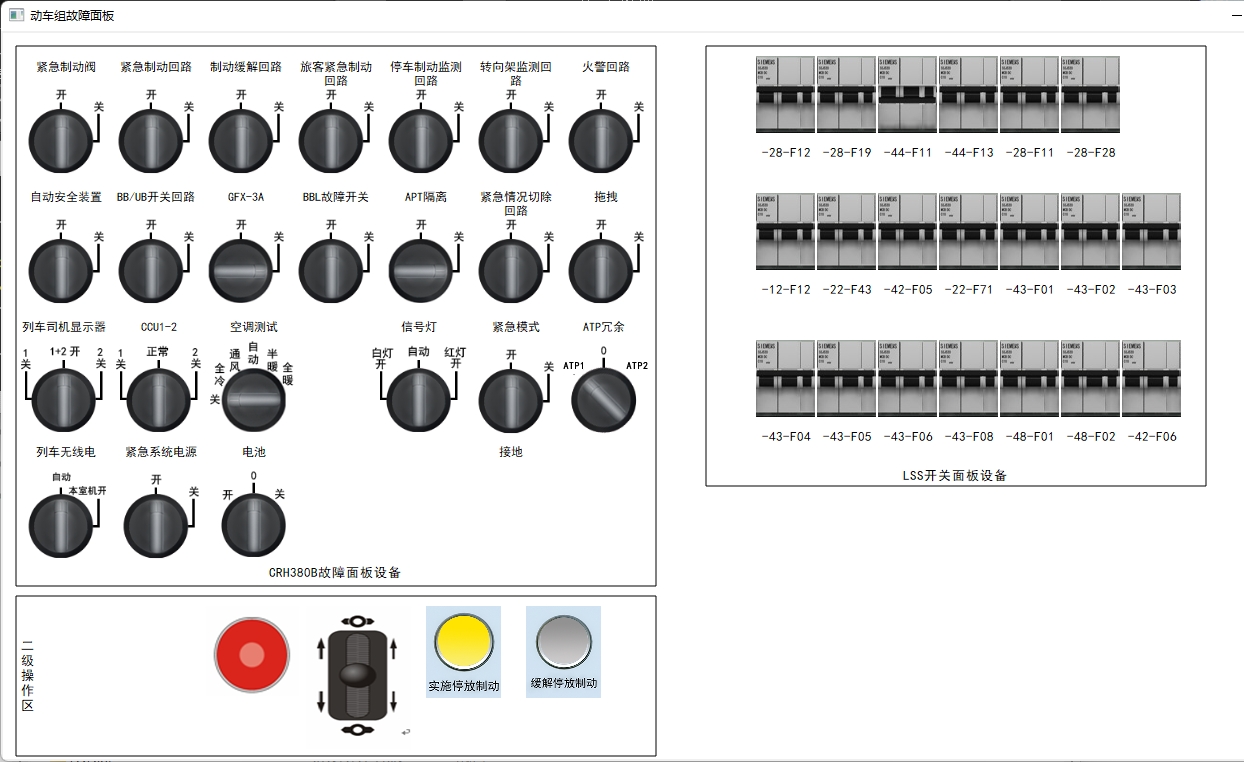 动车组故障面板
紧急制动阀 紧急制动回路 制动缓解回路 旅客紧急制动回路 停车制动监测回路 转向架监测回路 火警回路
开 关 开 关 开 关 开 关 开 关 开 关 开 关
自动安全装置 BB/UB开关回路 GFX-3A BBL故障开关 APT隔离 紧急情况切除回路 拖拽
开 关 开 关 开 关 开 关 开 关 开 关 开 关
列车司机显示器 CCU1-2 空调测试 信号灯 紧急模式 ATP冗余
1关 1+2 开 2关 1关 正常 2关 关 全冷 通风 自动 半暖 全暖 白灯开 自动 红灯开 开 关 ATP1 0 ATP2
列车无线电 紧急系统电源 电池 接地
自动 本室机开 开 关 开 0 关
CRH380B故障面板设备
二级操作区
实施停放制动 缓解停放制动
SIEMENS SIEMENS SIEMENS SIEMENS SIEMENS SIEMENS
-28-F12 -28-F19 -44-F11 -44-F13 -28-F11 -28-F28
SIEMENS SIEMENS SIEMENS SIEMENS SIEMENS SIEMENS SIEMENS
-12-F12 -22-F43 -42-F05 -22-F71 -43-F01 -43-F02 -43-F03
SIEMENS SIEMENS SIEMENS SIEMENS SIEMENS SIEMENS SIEMENS
-43-F04 -43-F05 -43-F06 -43-F08 -48-F01 -48-F02 -42-F06
LSS开关面板设备